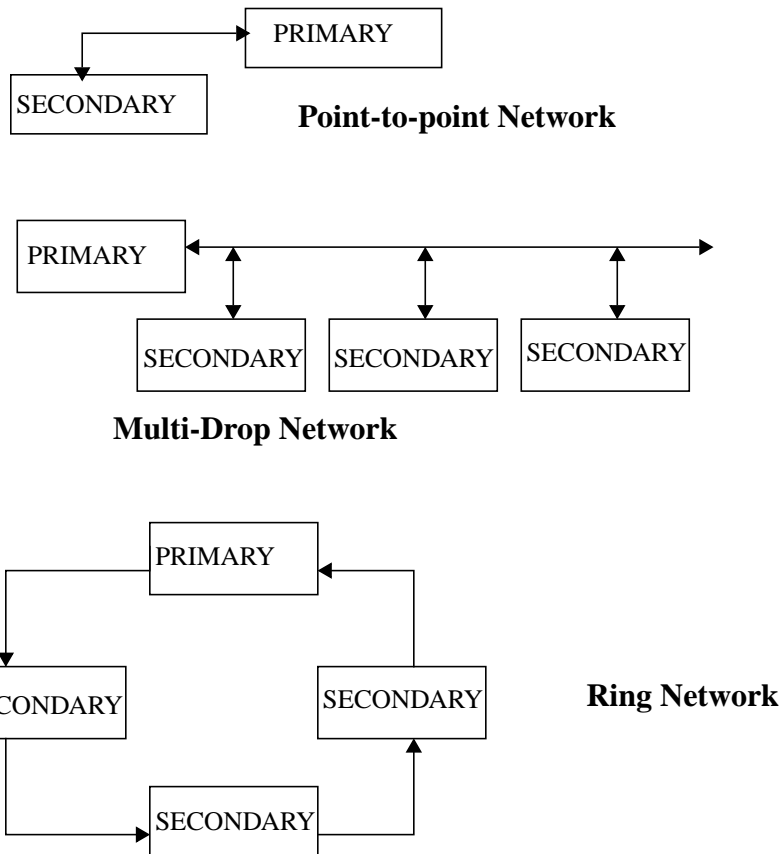 PRIMARY
SECONDARY
Point-to-point Network
PRIMARY
SECONDARY SECONDARY SECONDARY
Multi-Drop Network
PRIMARY
CONDARY SECONDARY
Ring Network
SECONDARY